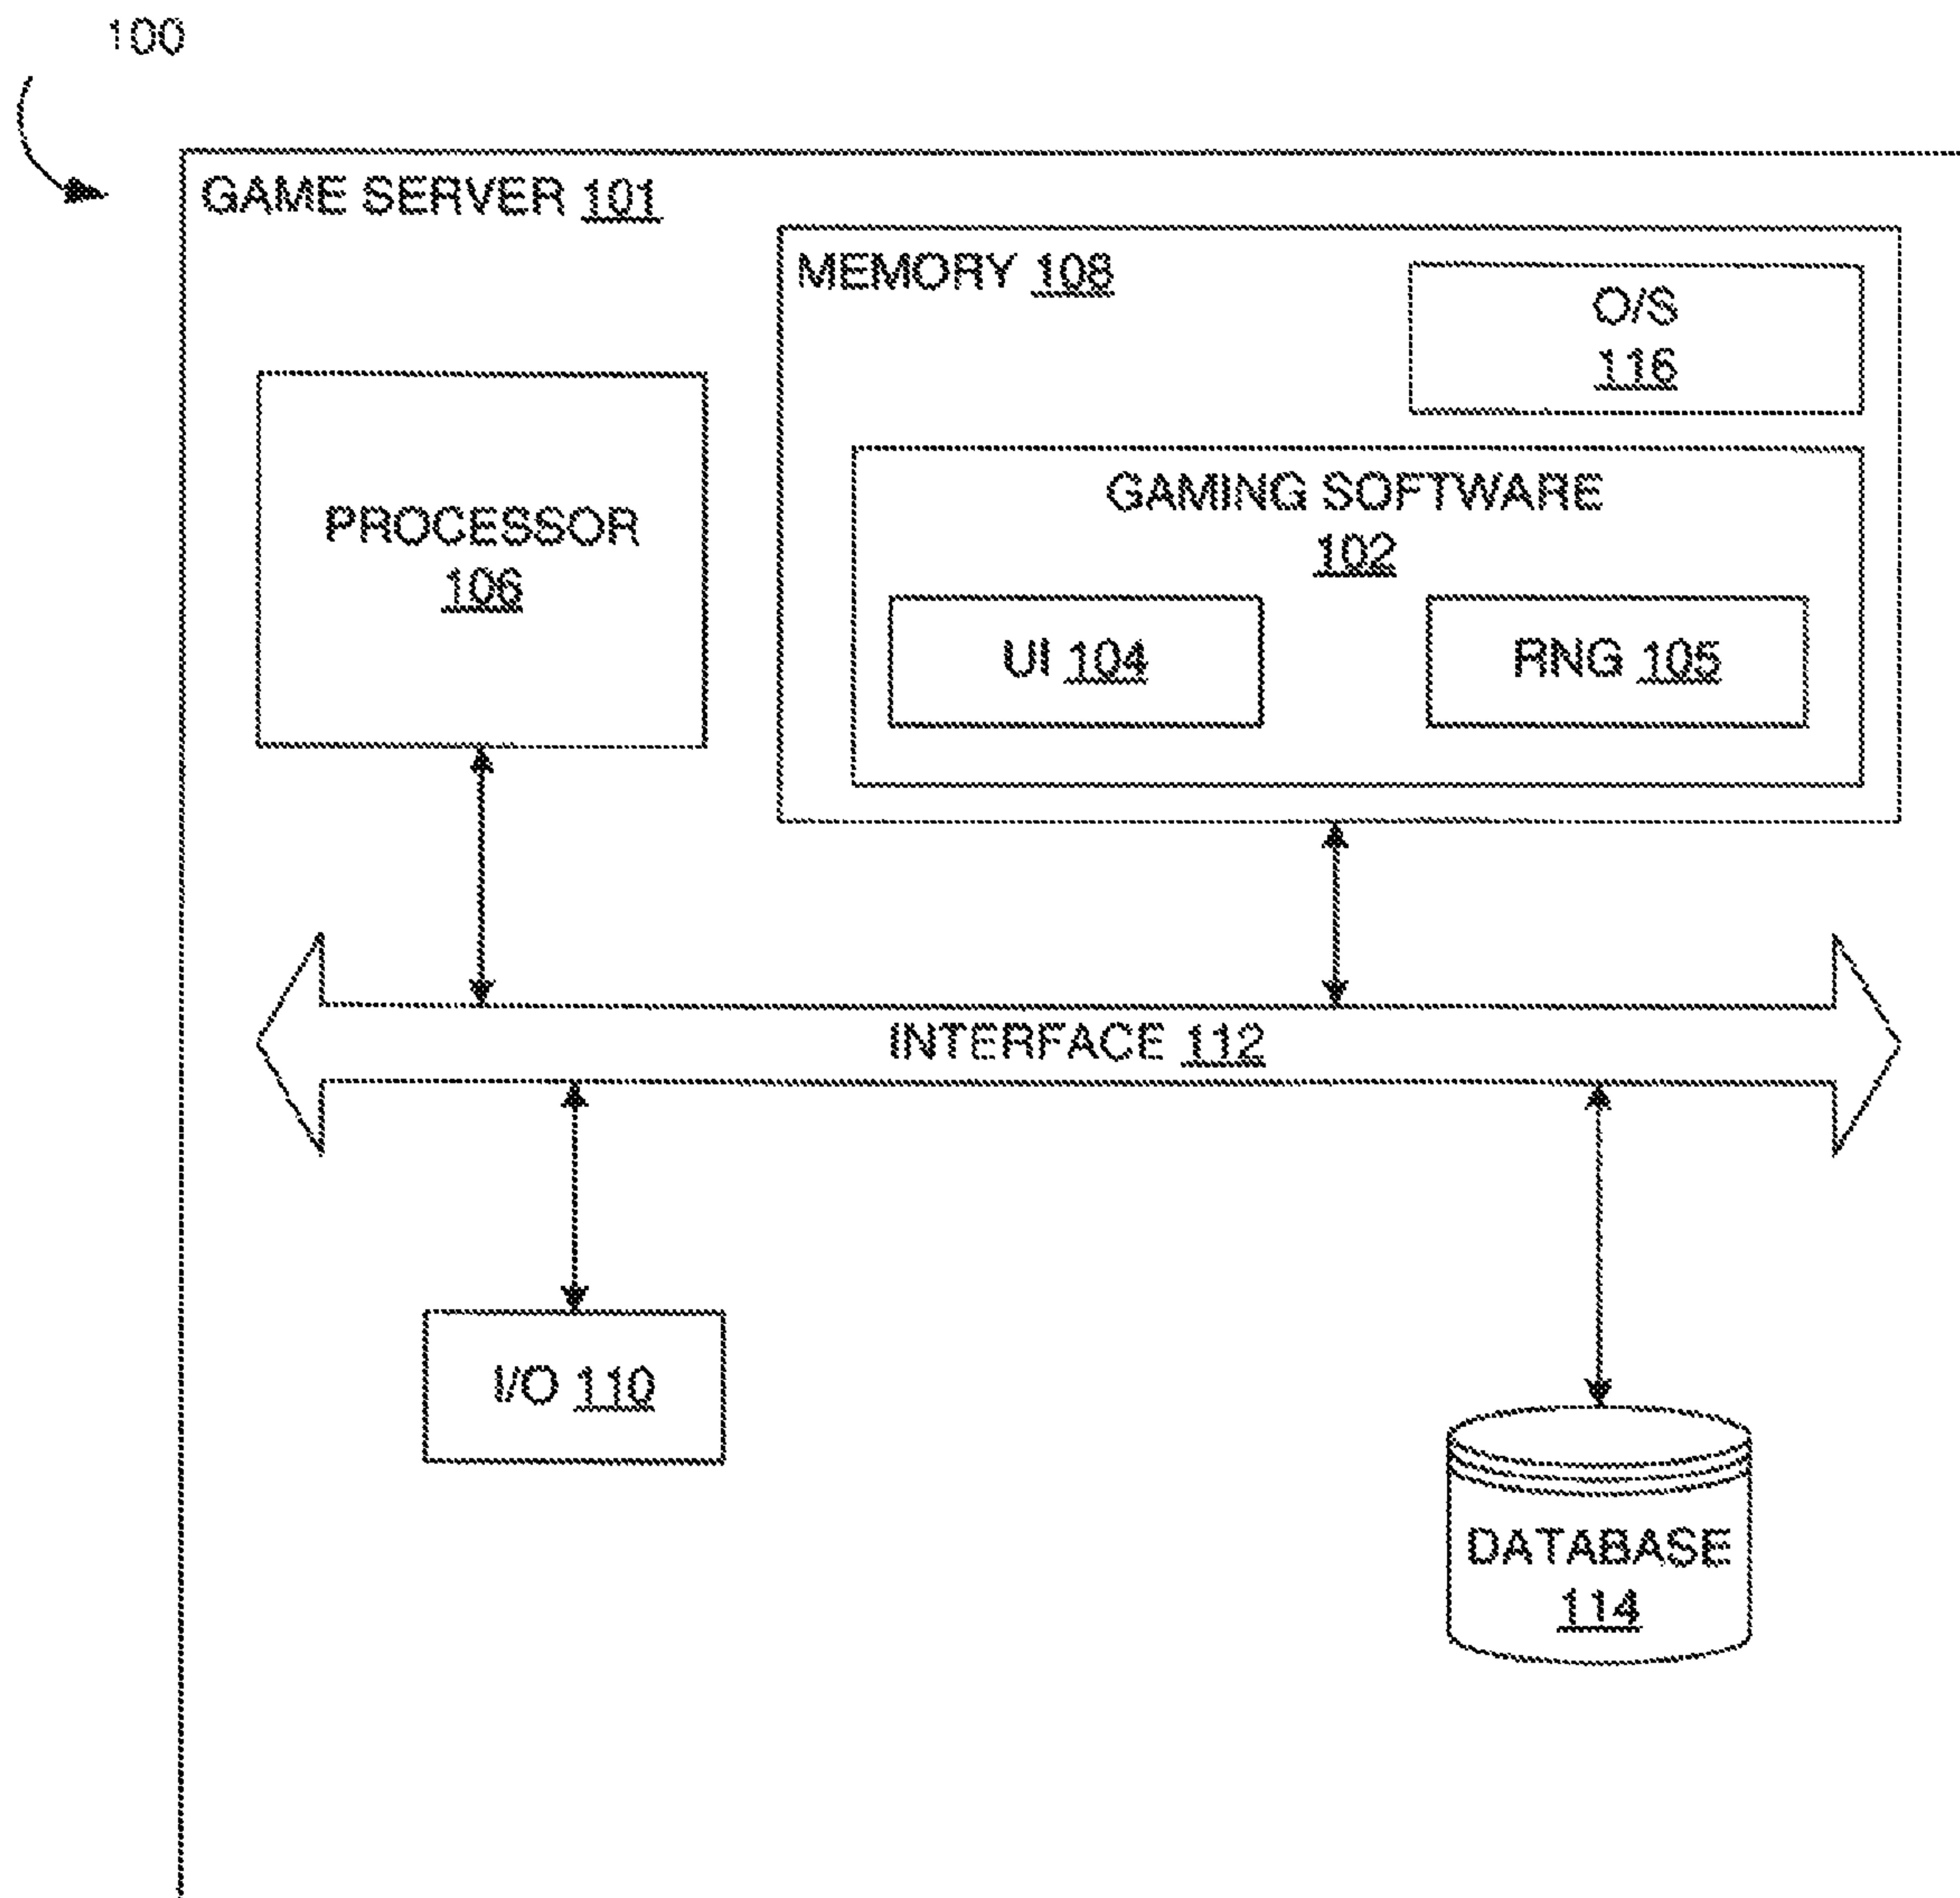 100
GAME SERVER 101
MEMORY 108
O/S
116
PROCESSOR
106
GAMING SOFTWARE
102
UI 104
RNG 105
INTERFACE 112
I/O 110
DATABASE
114